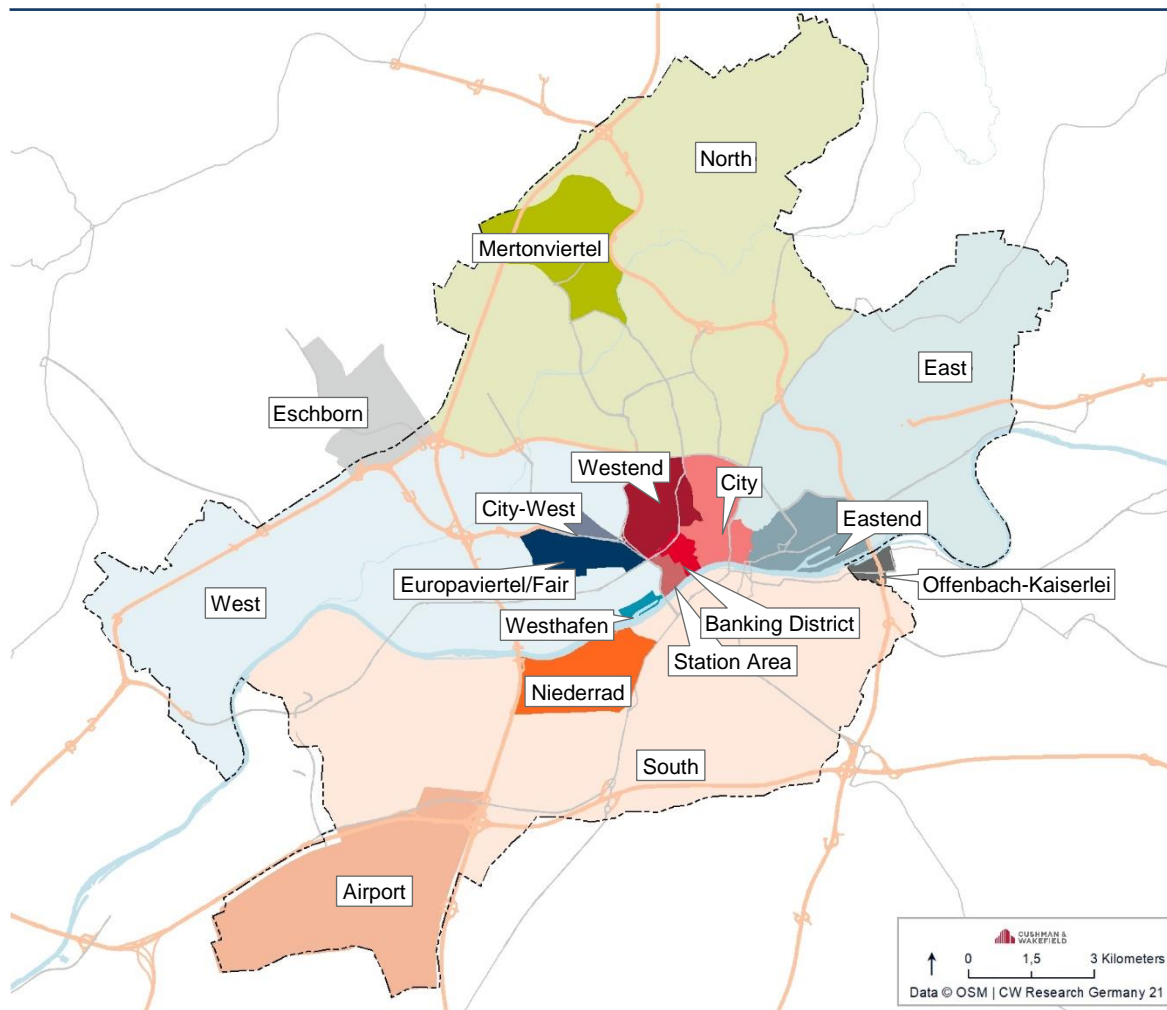 North
Mertonviertel
East
Eschborn
Westend
City
City-West
Eastend
Europaviertel/Fair
Offenbach-Kaiserlei
West
Westhafen
Banking District
Station Area
Niederrad
South
Airport
CUSHMAN &
WAKEFIELD
0 1,5 3 Kilometers
Data © OSM | CW Research Germany 21